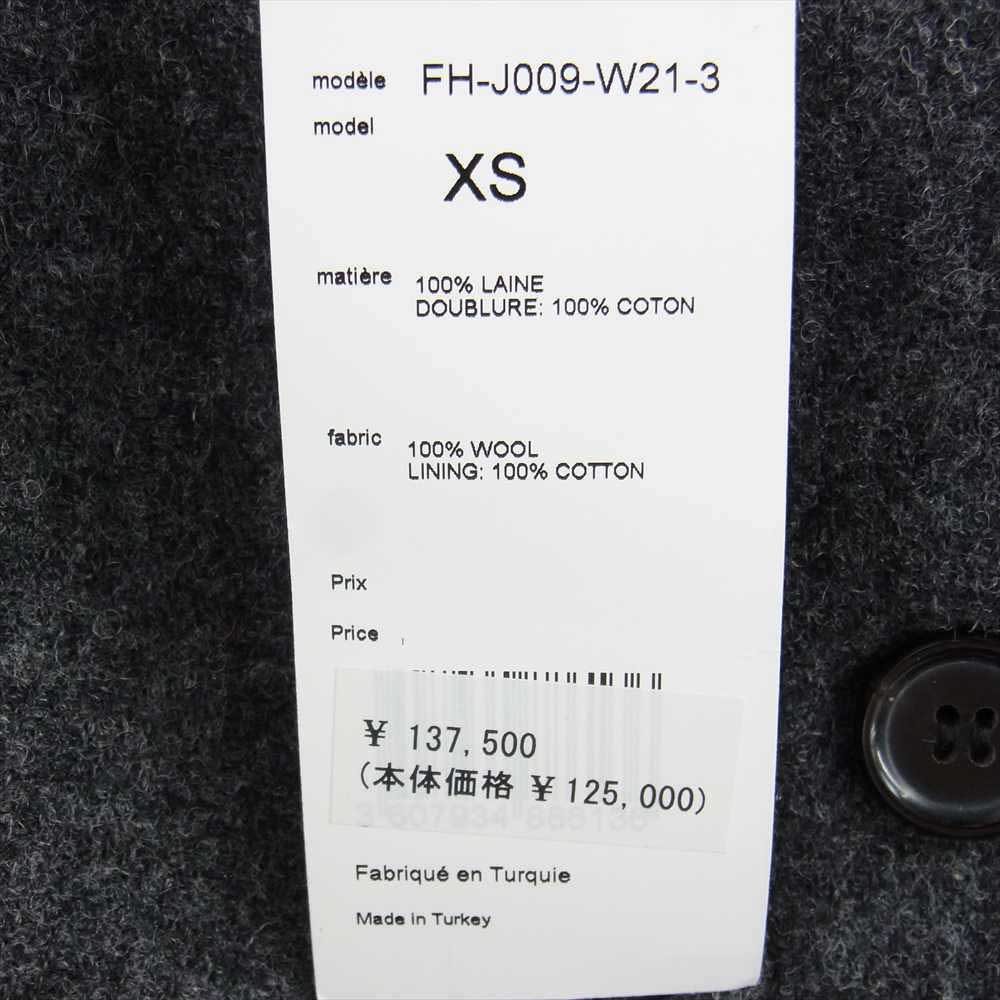 modèle FH-J009-W21-3
model
XS
matière 100% LAINE
DOUBLURE: 100% COTON
fabric 100% WOOL
LINING: 100% COTTON
Prix
Price
¥ 137,500
(本体価格 ¥ 125,000)
Fabriqué en Turquie
Made in Turkey